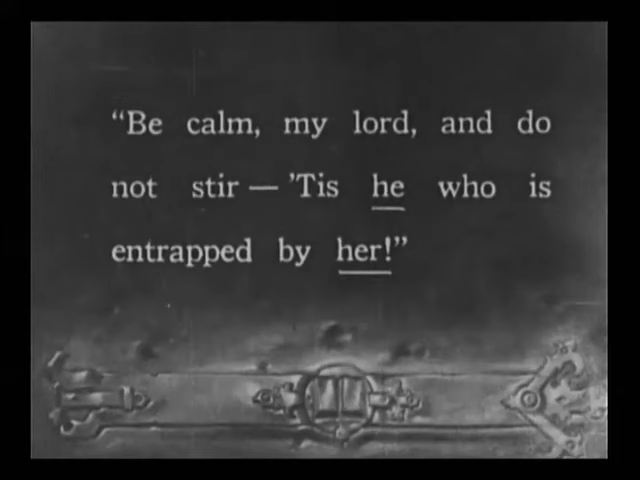 “Be calm, my lord, and do
not stir — 'Tis he who is
entrapped by her!”